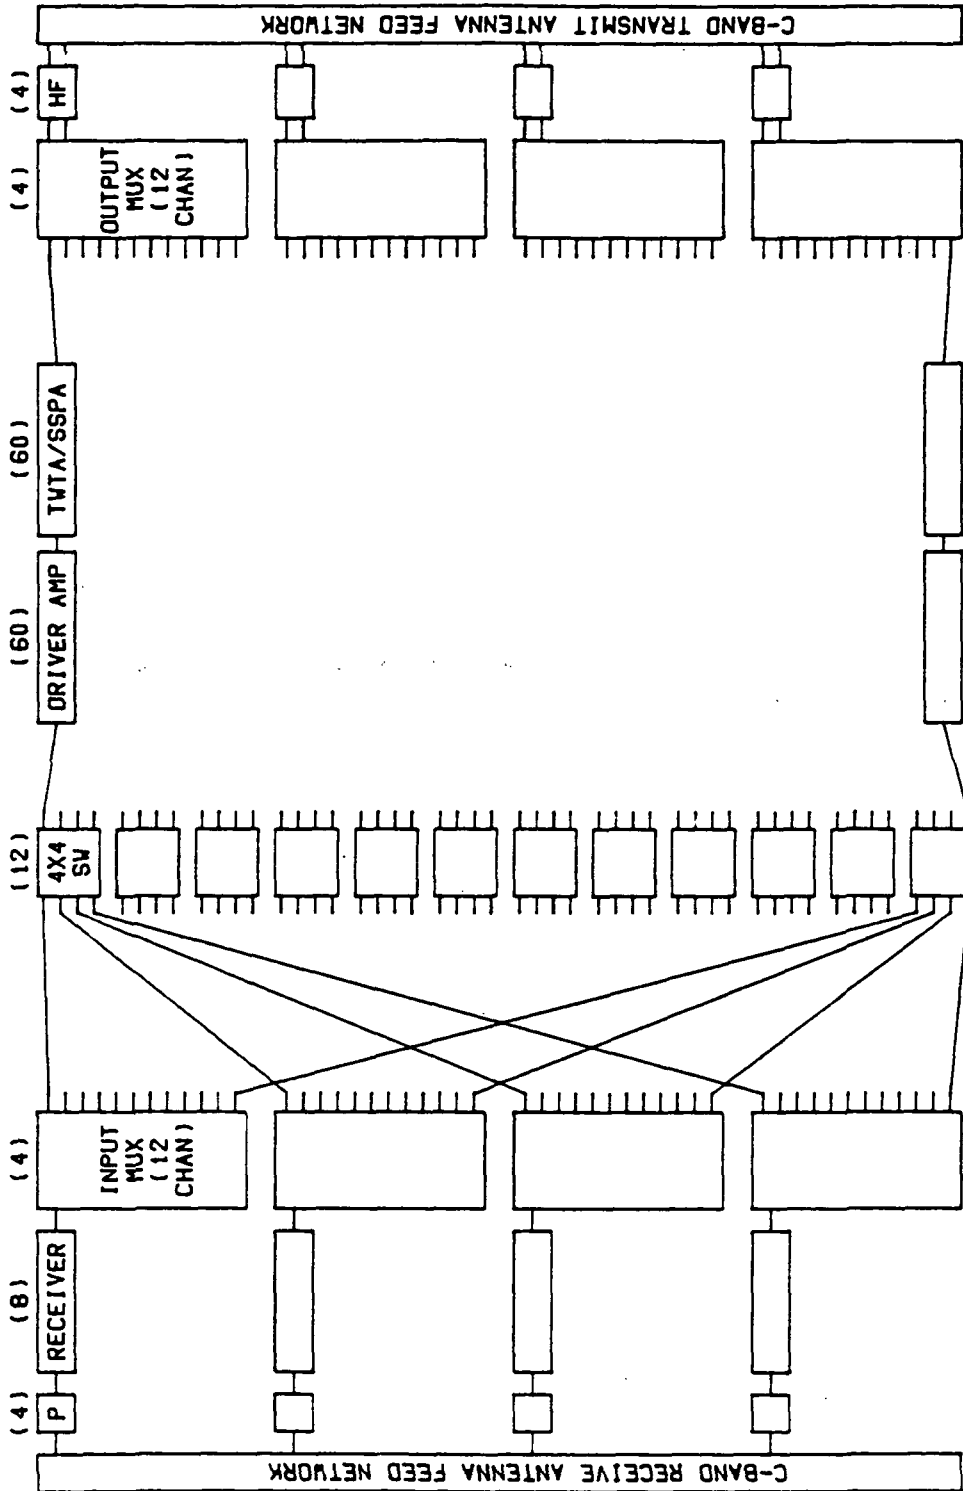 C-BAND RECEIVE ANTENNA FEED NETWORK
(4)
P
(8)
RECEIVER
(4)
INPUT
MUX
(12
CHAN)
(12)
4X4
SW
(60)
DRIVER AMP
(60)
TWTA/SSPA
(4)
OUTPUT
MUX
(12
CHAN)
(4)
HF
C-BAND TRANSMIT ANTENNA FEED NETWORK